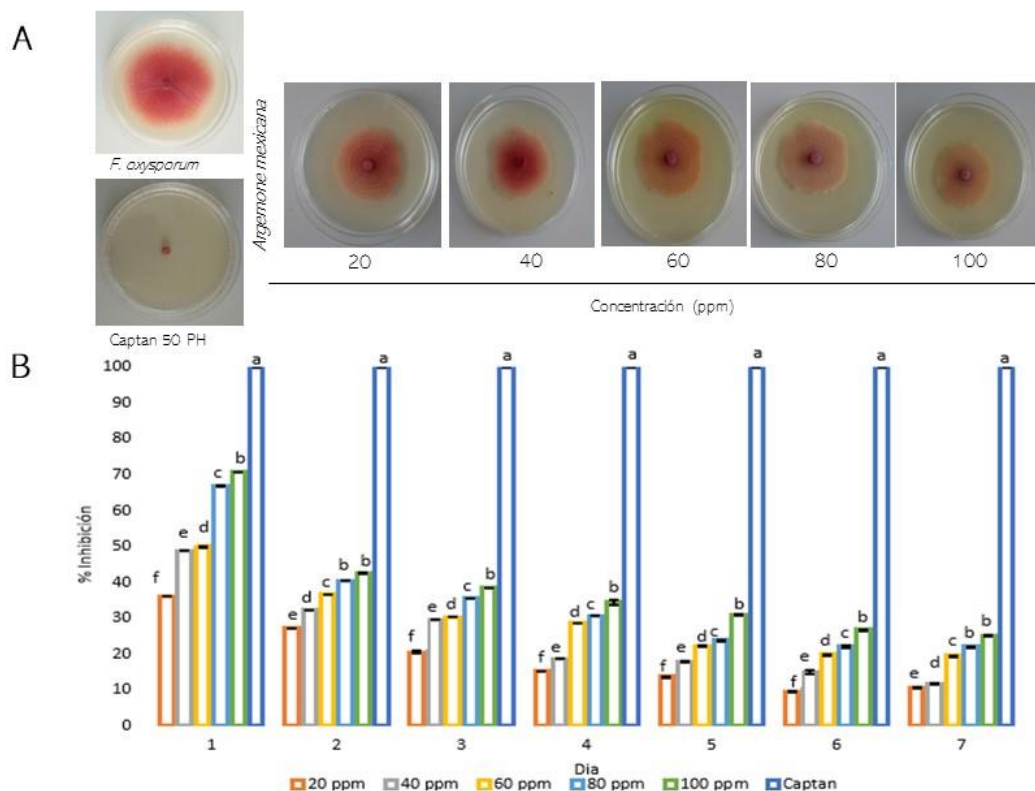 A
F. oxysporum
Captan 50 PH
Argemone mexicana
20 40 60 80 100
Concentración (ppm)
B
% Inhibición
100
90
80
70
60
50
40
30
20
10
0
f e d c b a
e d c b b a
f e d c b a
f e d c b a
f e d c b a
f e d c b a
e d c b b a
1 2 3 4 5 6 7
Dia
20 ppm 40 ppm 60 ppm 80 ppm 100 ppm Captan